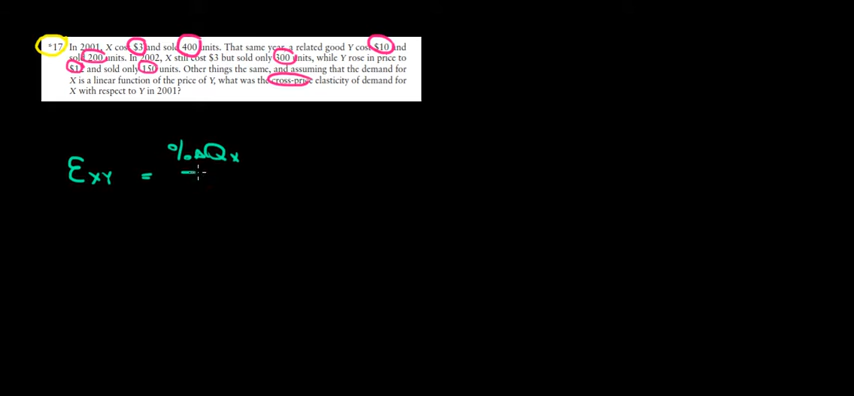 *17. In 2001, X cost $3 and sold 400 units. That same year, a related good Y cost $10 and
sold 200 units. In 2002, X still cost $3 but sold only 300 units, while Y rose in price to
and sold only 150 units. Other things the same, and assuming that the demand for
X is a linear function of the price of Y, what was the cross-price elasticity of demand for
X with respect to Y in 2001?
%ΔQx
Ɛxy =